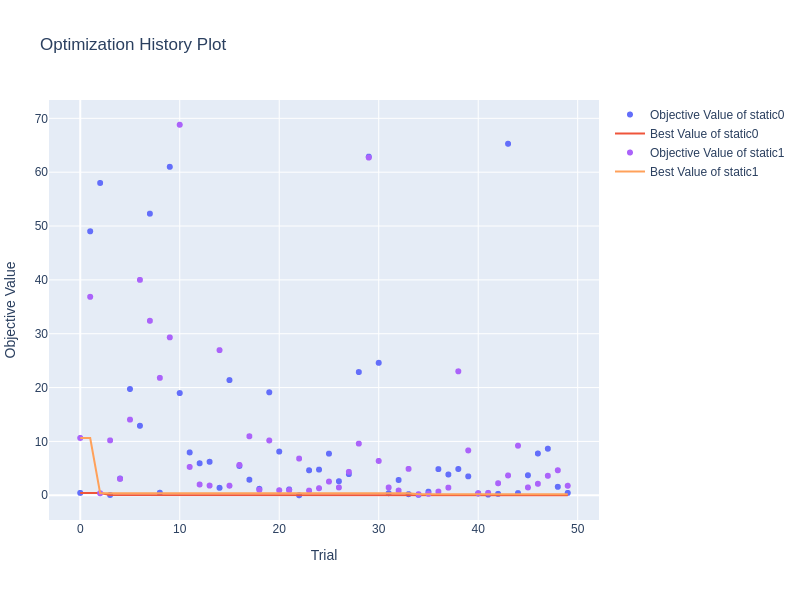 Optimization History Plot
Objective Value of static0
Best Value of static0
Objective Value of static1
Best Value of static1
70
60
50
40
30
20
10
0
Objective Value
0
10
20
30
40
50
Trial